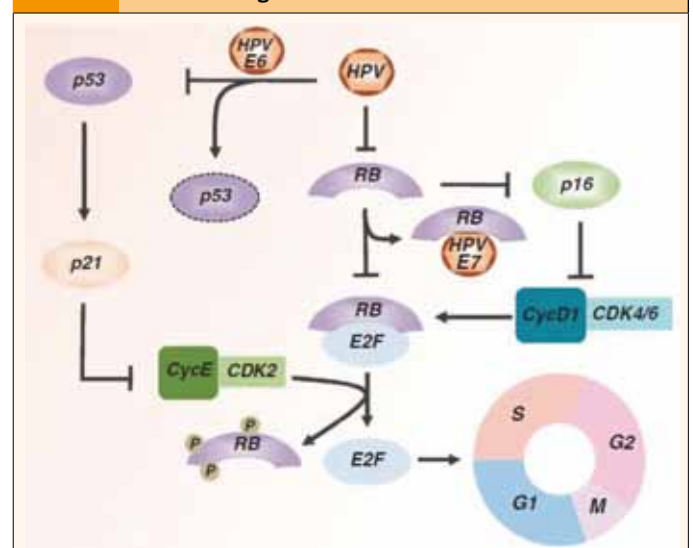 HPV
E6
HPV
p53
RB
p53
p16
RB
HPV
E7
p21
RB
CycD1
CDK4/6
E2F
CycE
CDK2
S
P
RB
P
G2
E2F
P
G1
M